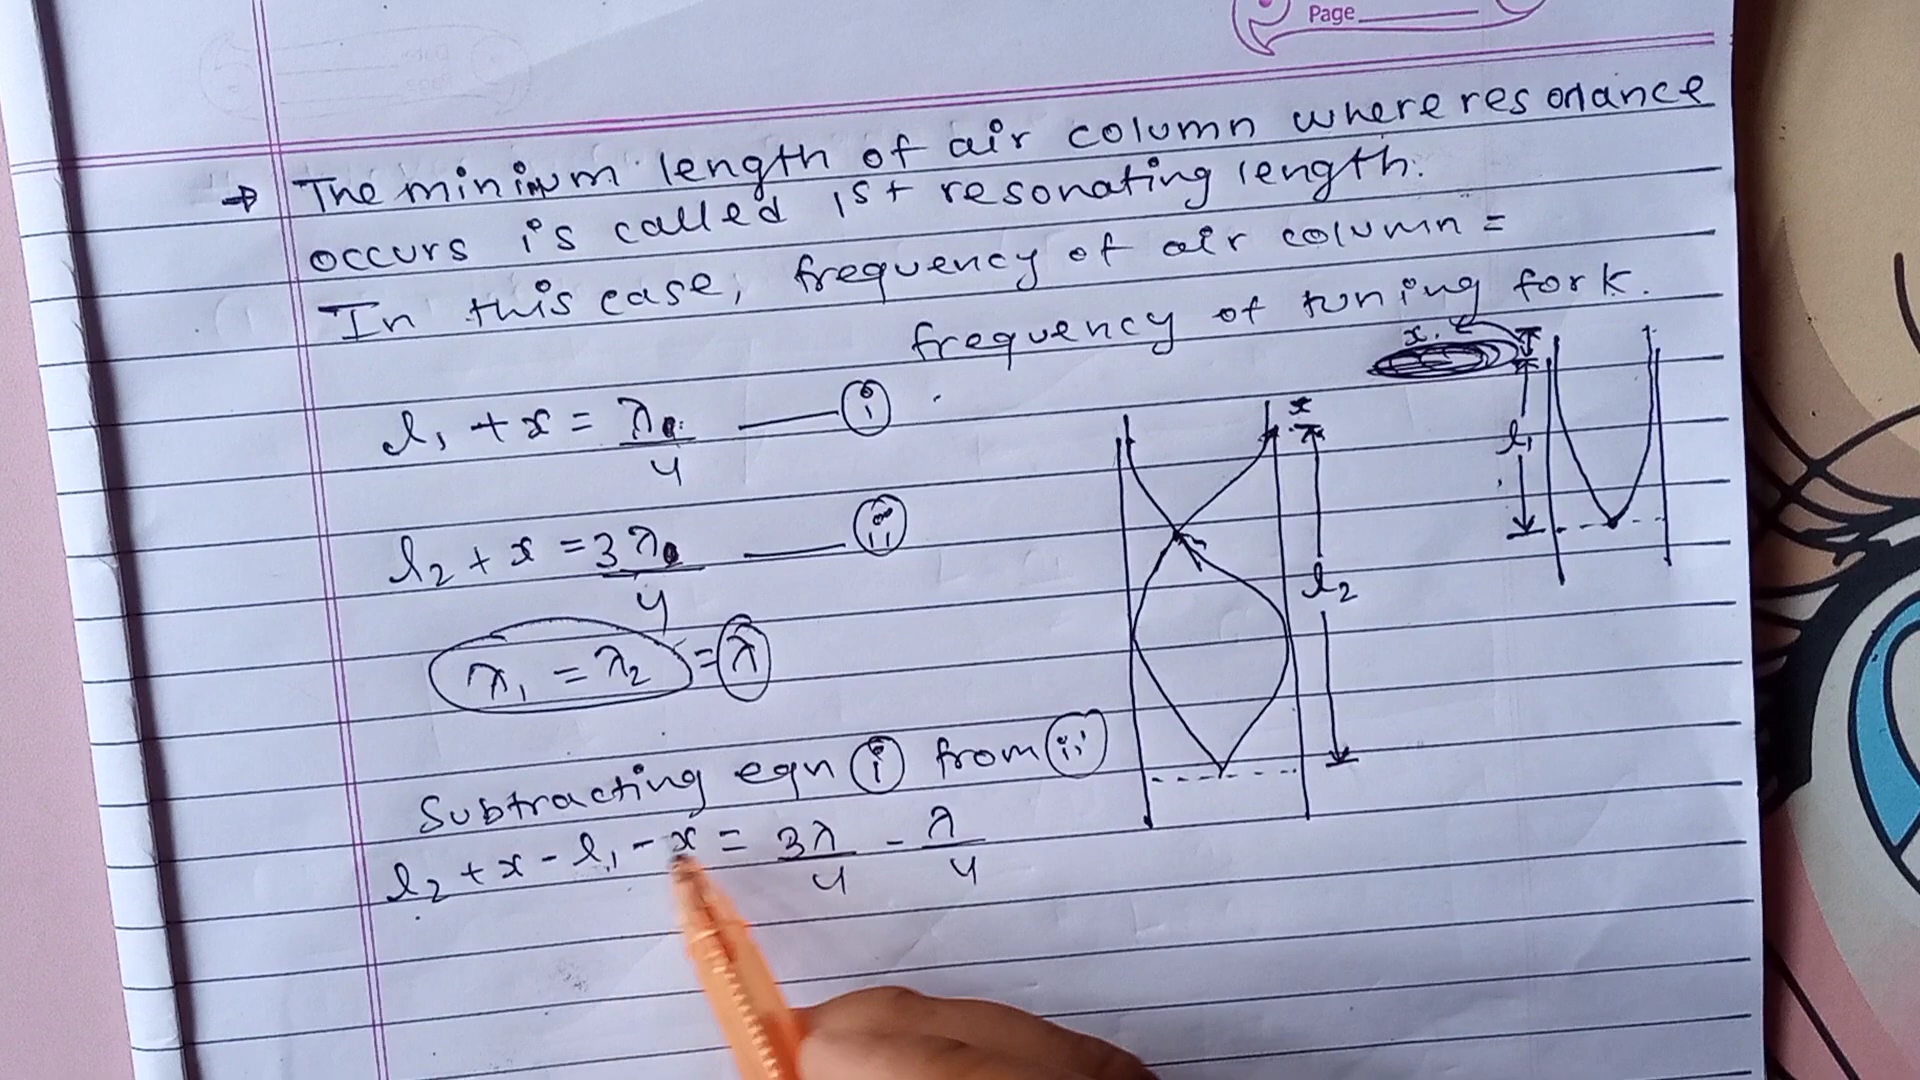 Page
→ The minimum length of air column where resonance
occurs is called 1st resonating length.
In this case, frequency of air column =
frequency of tuning fork.
l₁ + x = λ/4 —— (i)
l₂ + x = 3λ/4 —— (ii)
λ₁ = λ₂ = λ
Subtracting eqn (i) from (ii)
l₂ + x - l₁ - x = 3λ/4 - λ/4
x
l₂
x
l₁